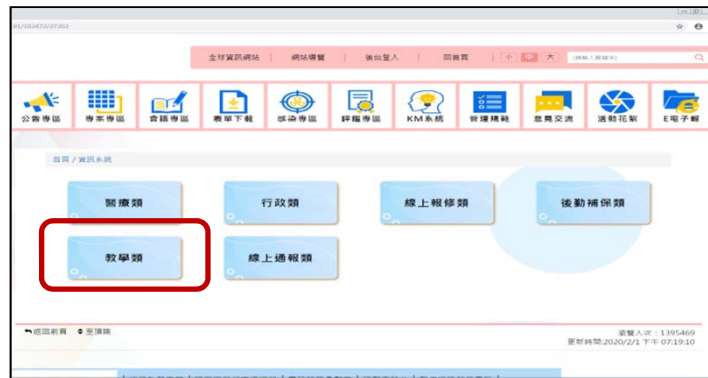 91/102472/27202
全球資訊網站 | 網站導覽 | 後台登入 | 回首頁 | 小 中 大
公告專區 專案專區 會議專區 表單下載 感染專區 評鑑專區 KM系統 管理規範 意見交流 活動花絮 E電子報
首頁 / 資訊系統
醫療類 行政類 線上報修類 後勤補保類
教學類 線上通報類
返回前頁 至頂端
瀏覽人次：1395469
更新時間:2020/2/1 下午 07:19:10